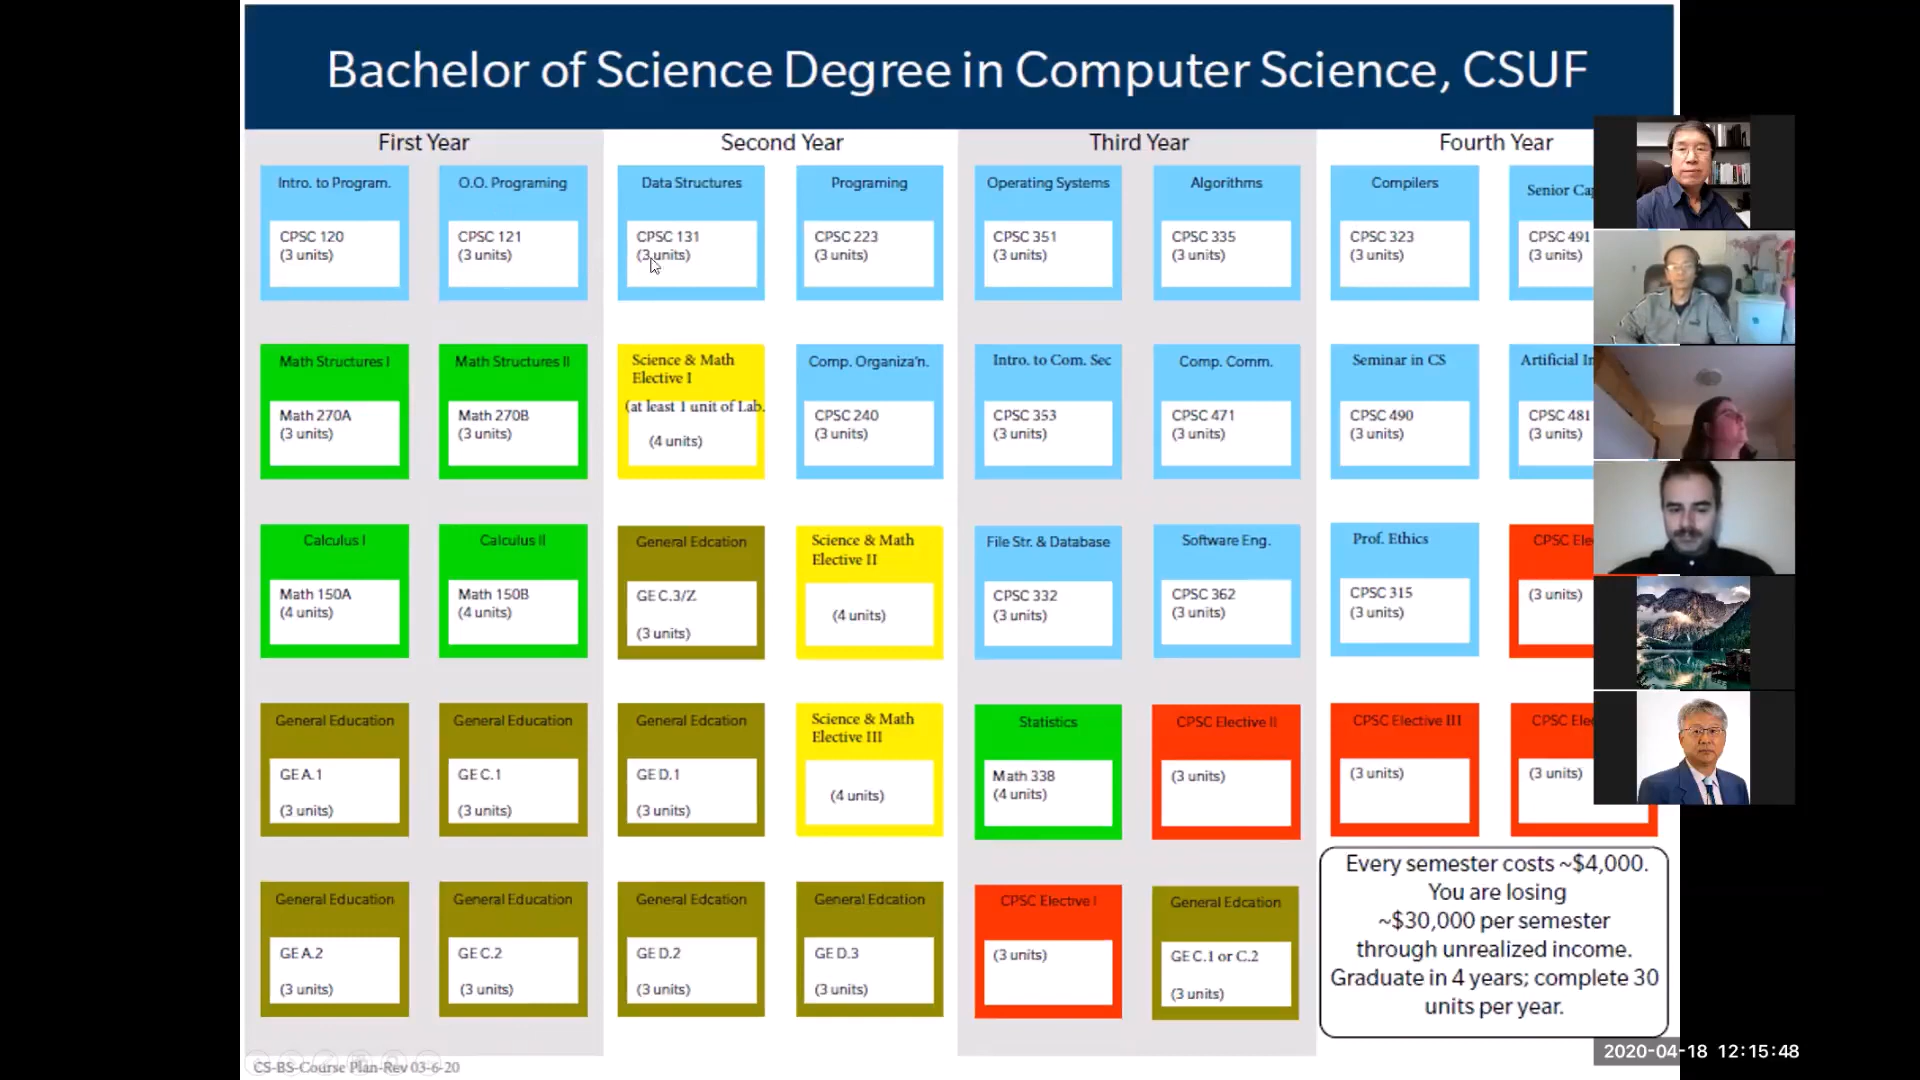 Bachelor of Science Degree in Computer Science, CSUF
First Year
Second Year
Third Year
Fourth Year
Intro. to Program.
CPSC 120
(3 units)
O.O. Programing
CPSC 121
(3 units)
Data Structures
CPSC 131
(3 units)
Programing
CPSC 223
(3 units)
Operating Systems
CPSC 351
(3 units)
Algorithms
CPSC 335
(3 units)
Compilers
CPSC 323
(3 units)
Senior
CPSC 491
(3 units)
Math Structures I
Math 270A
(3 units)
Math Structures II
Math 270B
(3 units)
Science & Math
Elective I
(at least 1 unit of Lab.
(4 units)
Comp. Organiza'n.
CPSC 240
(3 units)
Intro. to Com. Sec
CPSC 353
(3 units)
Comp. Comm.
CPSC 471
(3 units)
Seminar in CS
CPSC 490
(3 units)
Artificial
CPSC 481
(3 units)
Calculus I
Math 150A
(4 units)
Calculus II
Math 150B
(4 units)
General Edcation
GE C.3/Z
(3 units)
Science & Math
Elective II
(4 units)
File Str. & Database
CPSC 332
(3 units)
Software Eng.
CPSC 362
(3 units)
Prof. Ethics
CPSC 315
(3 units)
CPSC
(3 units)
General Education
GE A.1
(3 units)
General Education
GE C.1
(3 units)
General Edcation
GE D.1
(3 units)
Science & Math
Elective III
(4 units)
Statistics
Math 338
(4 units)
CPSC Elective II
(3 units)
CPSC Elective III
(3 units)
CPSC
(3 units)
General Education
GE A.2
(3 units)
General Education
GE C.2
(3 units)
General Edcation
GE D.2
(3 units)
General Edcation
GE D.3
(3 units)
CPSC Elective I
(3 units)
General Edcation
GE C.1 or C.2
(3 units)
Every semester costs ~$4,000.
You are losing
~$30,000 per semester
through unrealized income.
Graduate in 4 years; complete 30
units per year.
CS-BS-Course Plan-Rev 03-6-20
2020-04-18 12:15:48